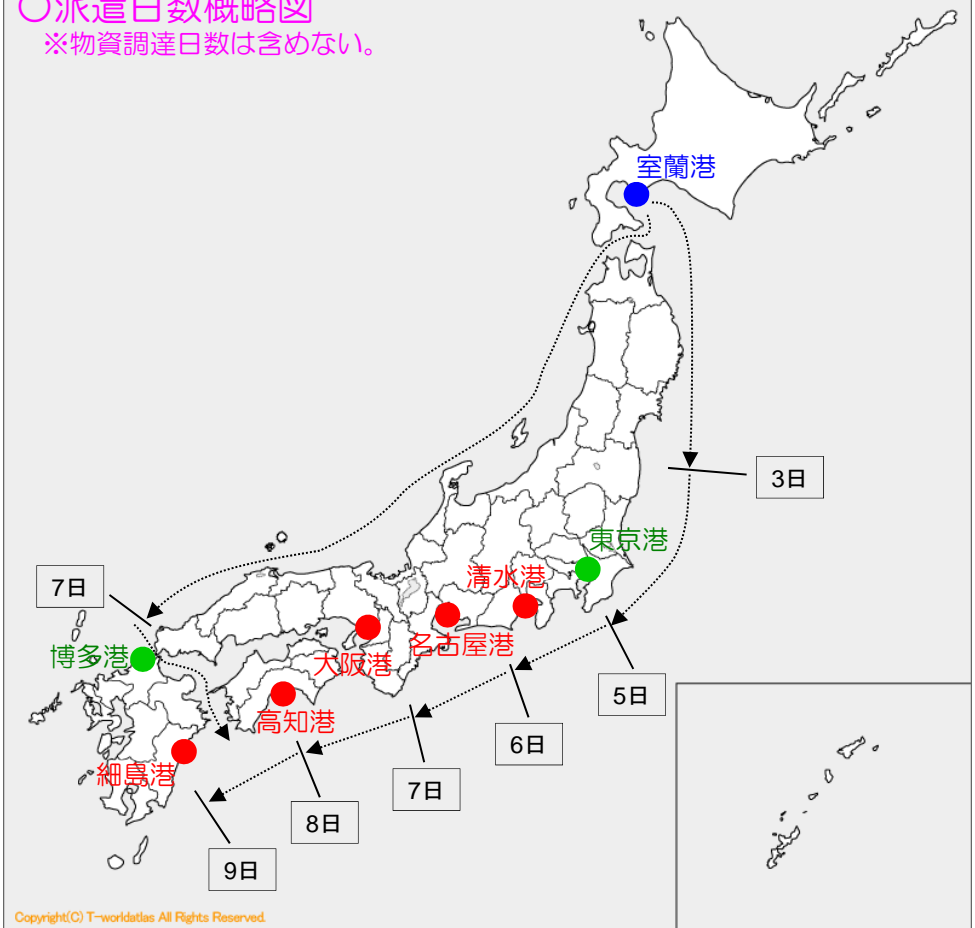 〇派遣日数概略図
※物資調達日数は含めない。
室蘭港
3日
東京港
清水港
7日
名古屋港
博多港
大阪港
5日
高知港
6日
細島港
7日
8日
9日
Copyright(C) T-worldatlas All Rights Reserved.